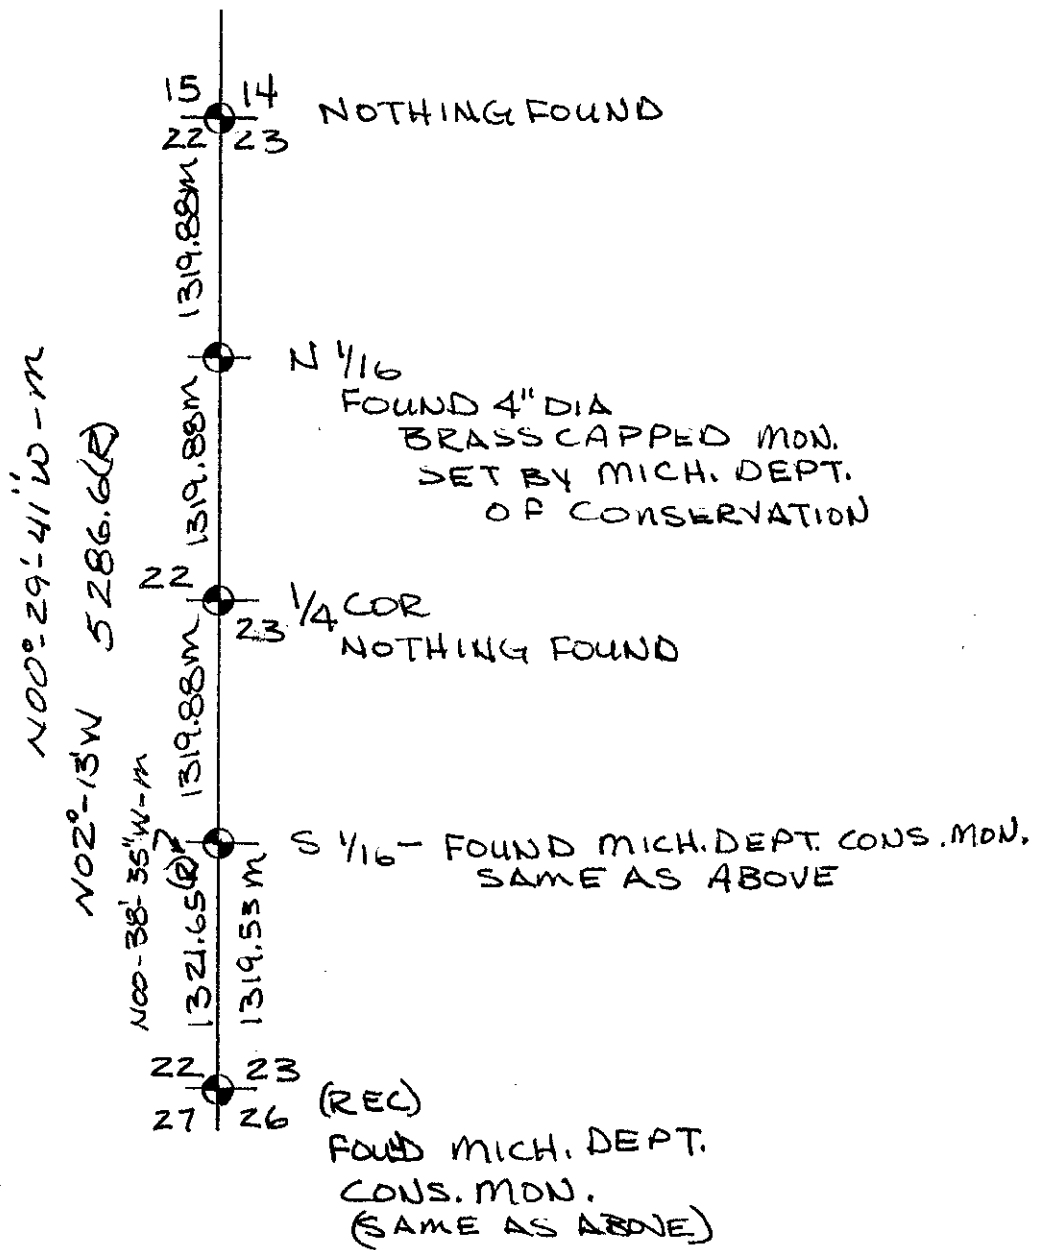 15 14
22 23
NOTHING FOUND
1319.88m
N 1/16
FOUND 4" DIA
BRASS CAPPED MON.
SET BY MICH. DEPT.
OF CONSERVATION
1319.88m
N00°-29'-41"W-m
N02°-13'W 5286.6(R)
22
23
1/4 COR
NOTHING FOUND
1319.88m
S 1/16 - FOUND MICH. DEPT. CONS. MON.
SAME AS ABOVE
N00-38'-35"W-m
1321.65(R)
1319.53m
22 23
27 26
(REC)
FOUD MICH. DEPT.
CONS. MON.
(SAME AS ABOVE)